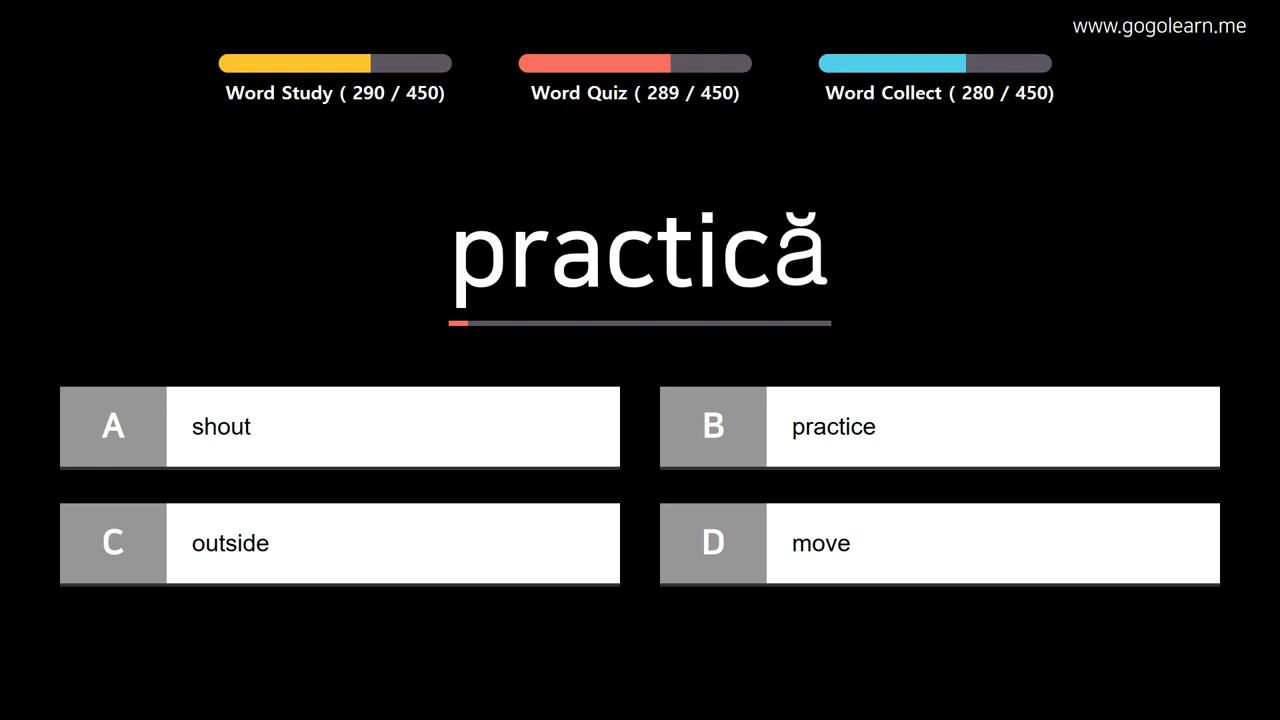 www.gogolearn.me
Word Study ( 290 / 450)
Word Quiz ( 289 / 450)
Word Collect ( 280 / 450)
practică
A shout
B practice
C outside
D move